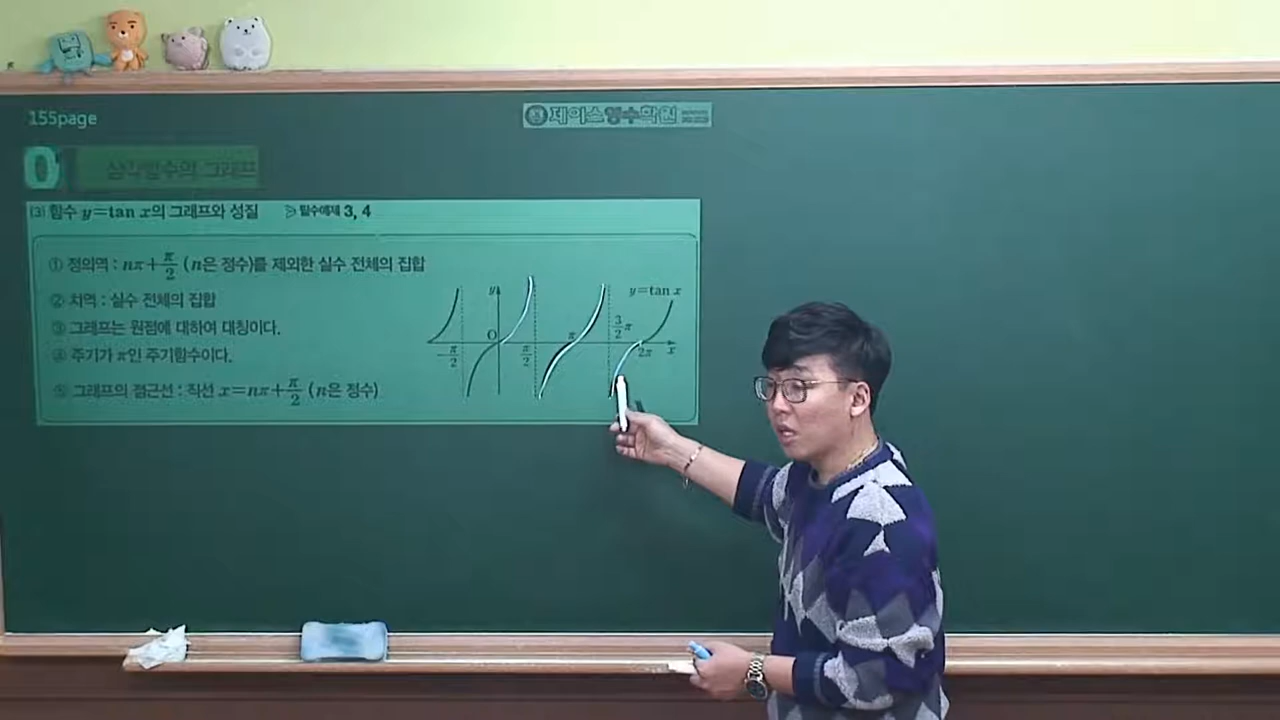 155page
제이스영수학원
0
삼각함수의 그래프
(3) 함수 y=tan x의 그래프와 성질 ▷ 필수예제 3, 4
① 정의역 : nπ+π/2 (n은 정수)를 제외한 실수 전체의 집합
② 치역 : 실수 전체의 집합
③ 그래프는 원점에 대하여 대칭이다.
④ 주기가 π인 주기함수이다.
⑤ 그래프의 점근선 : 직선 x=nπ+π/2 (n은 정수)
y
y=tan x
O
-π/2
π/2
π
3/2π
2π
x